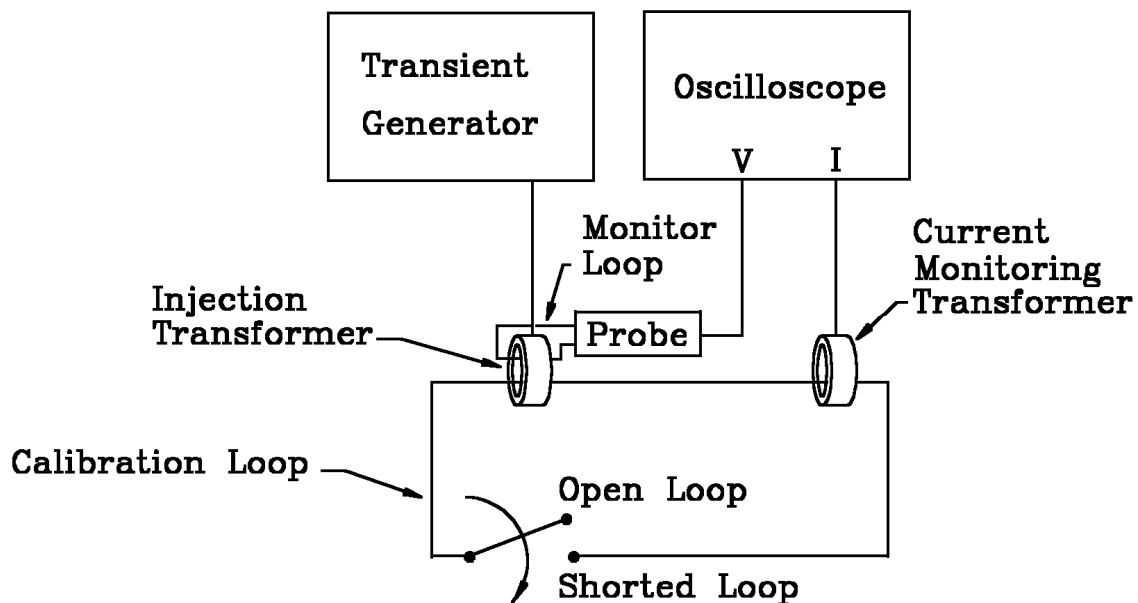 Transient
Generator
Oscilloscope
V I
Monitor
Loop
Current
Monitoring
Transformer
Injection
Transformer
Probe
Calibration Loop
Open Loop
Shorted Loop